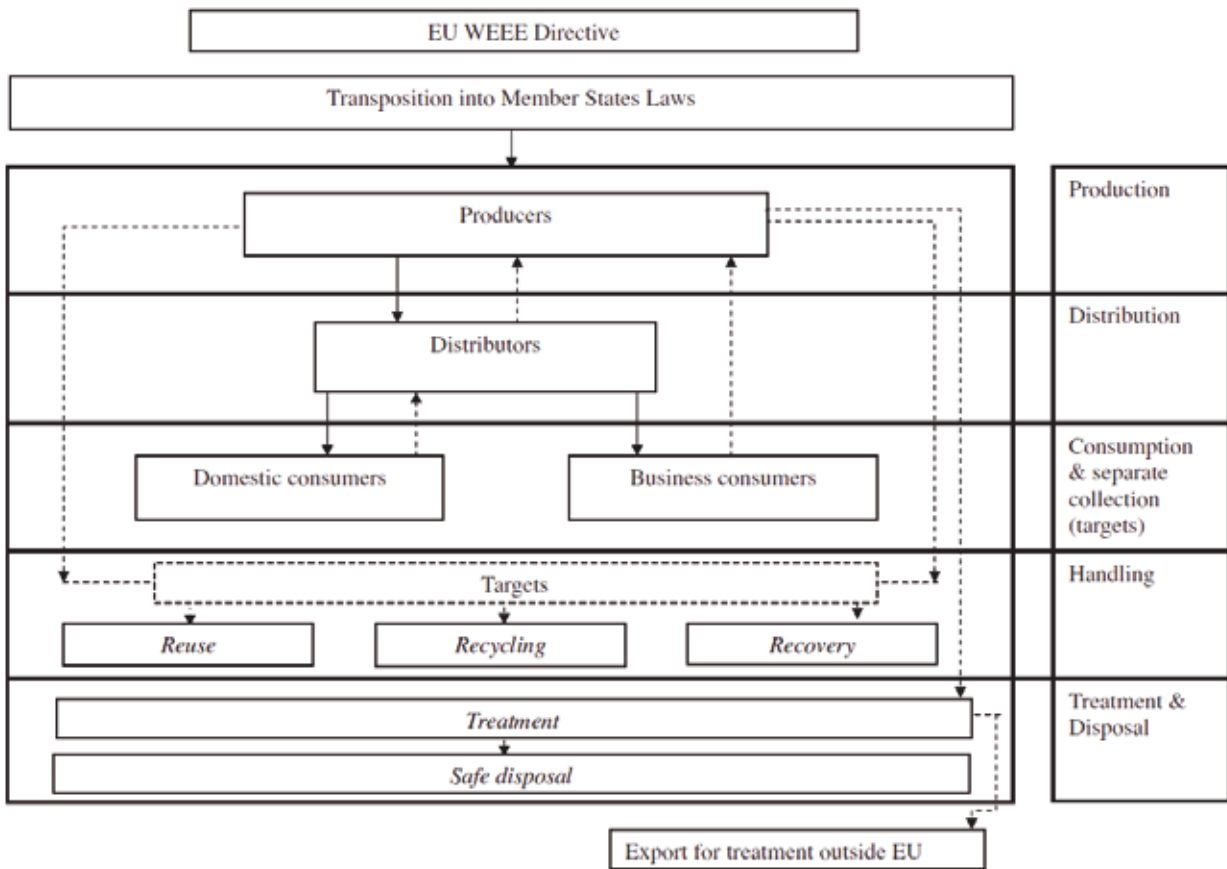 EU WEEE Directive
Transposition into Member States Laws
Producers
Production
Distributors
Distribution
Domestic consumers
Business consumers
Consumption
& separate
collection
(targets)
Targets
Handling
Reuse
Recycling
Recovery
Treatment
Treatment &
Disposal
Safe disposal
Export for treatment outside EU